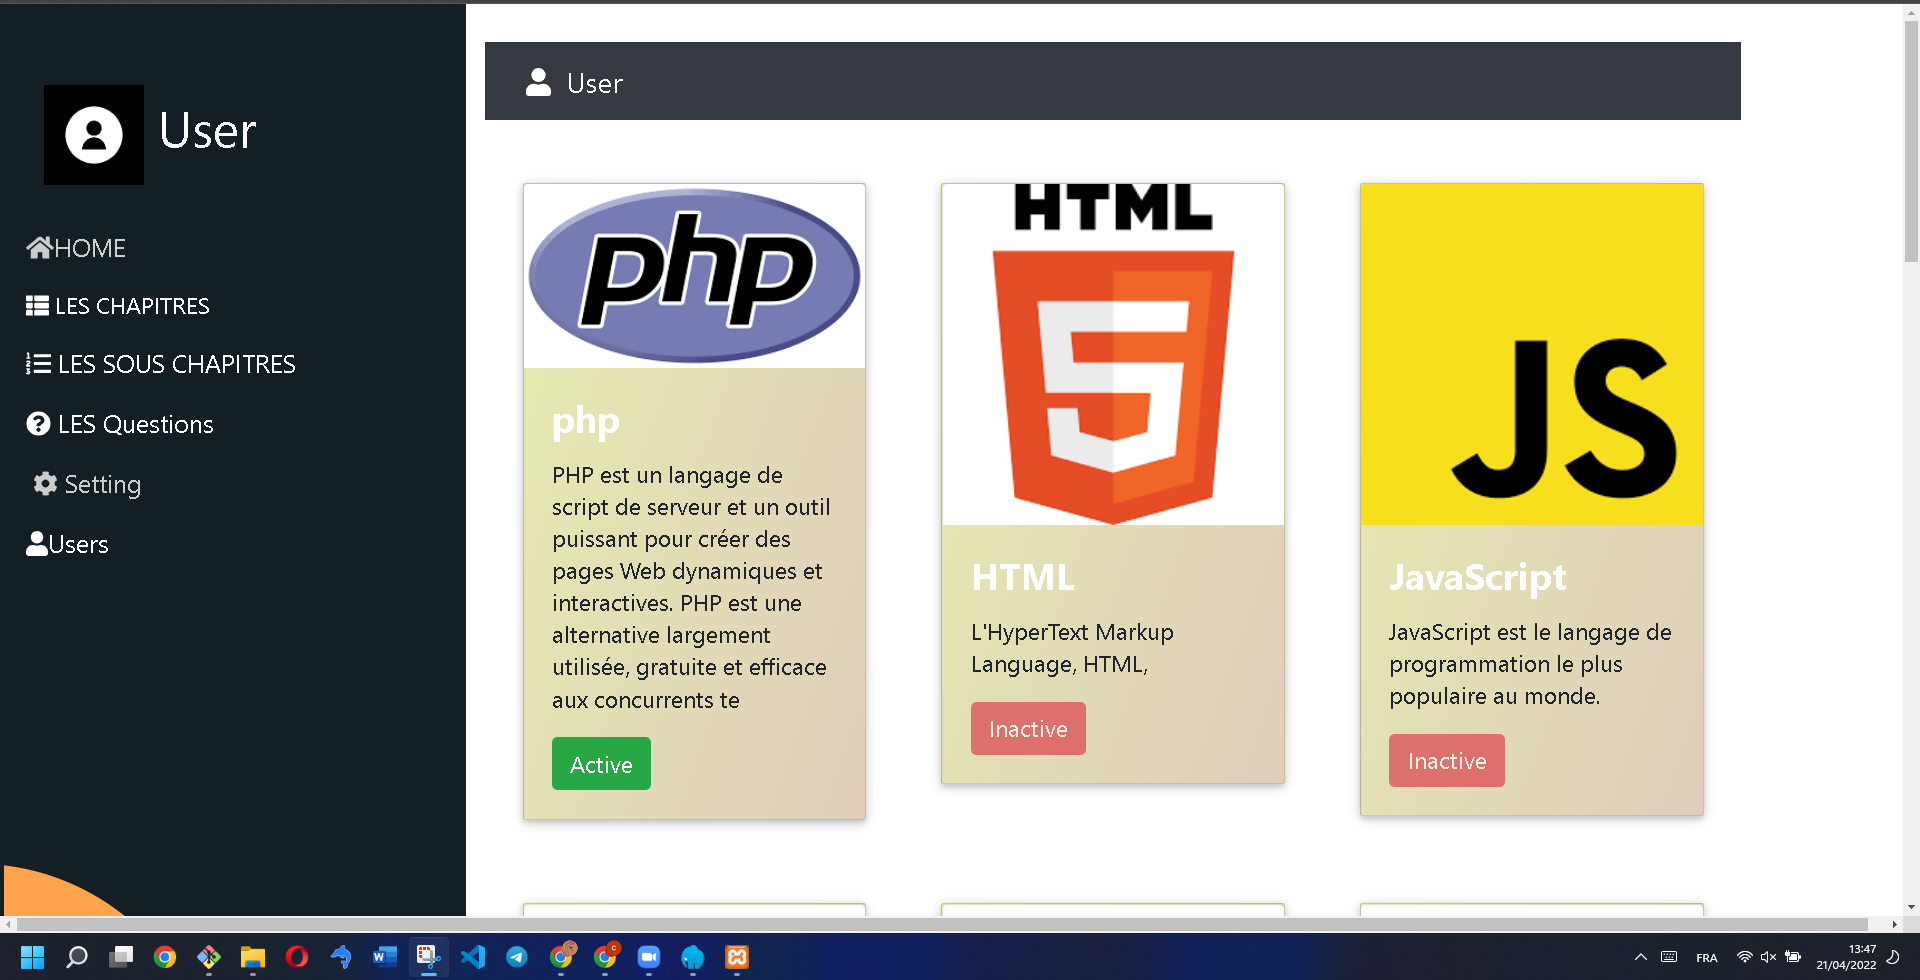 User
HOME
LES CHAPITRES
LES SOUS CHAPITRES
LES Questions
Setting
Users
User
php
php
PHP est un langage de
script de serveur et un outil
puissant pour créer des
pages Web dynamiques et
interactives. PHP est une
alternative largement
utilisée, gratuite et efficace
aux concurrents te
Active
HTML
5
HTML
L'HyperText Markup
Language, HTML,
Inactive
JS
JavaScript
JavaScript est le langage de
programmation le plus
populaire au monde.
Inactive
FRA
13:47
21/04/2022